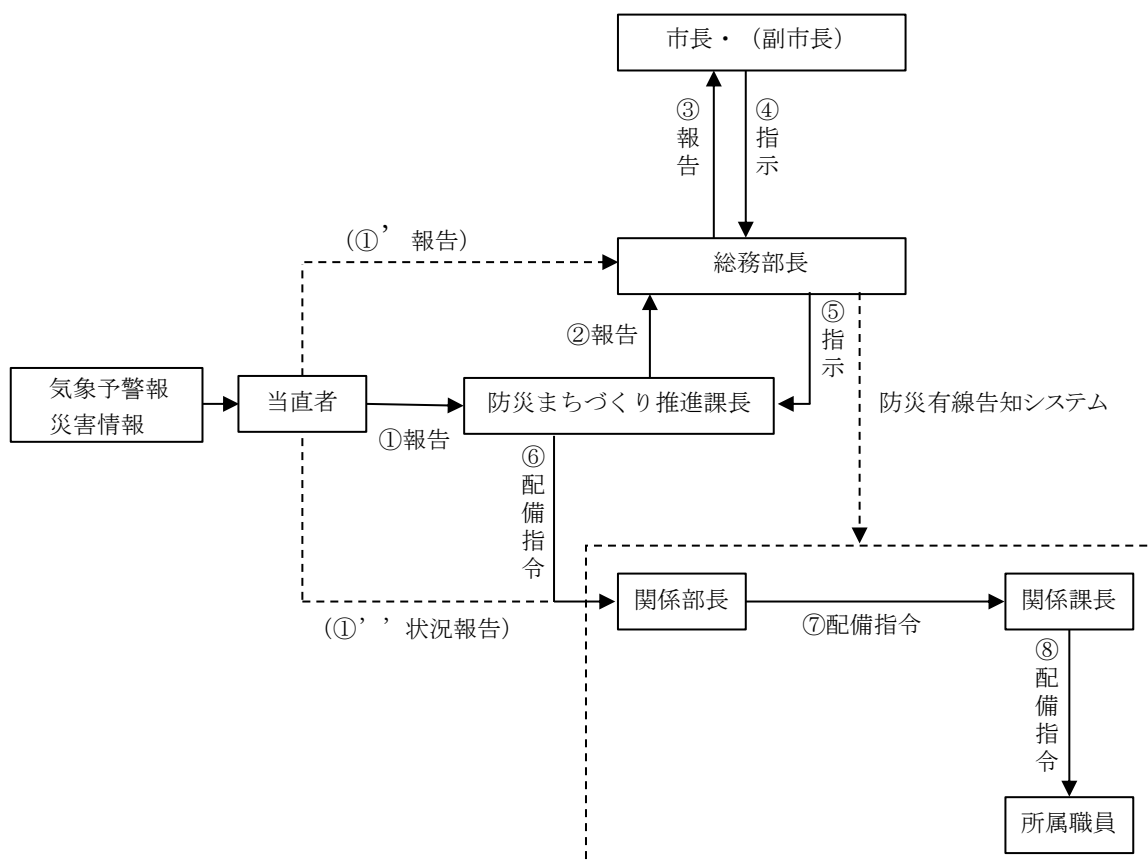 市長・（副市長）
③報告
④指示
（①’報告）
総務部長
②報告
⑤指示
気象予警報
災害情報
当直者
①報告
防災まちづくり推進課長
防災有線告知システム
⑥配備指令
（①’’状況報告）
関係部長
⑦配備指令
関係課長
⑧配備指令
所属職員